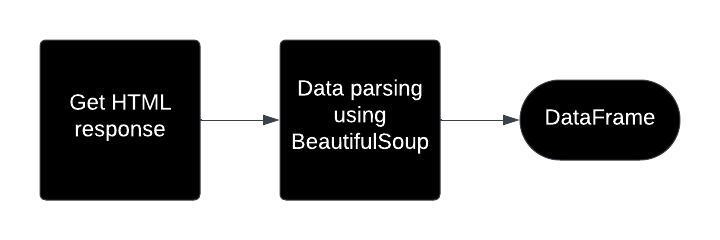 Get HTML
response
Data parsing
using
BeautifulSoup
DataFrame